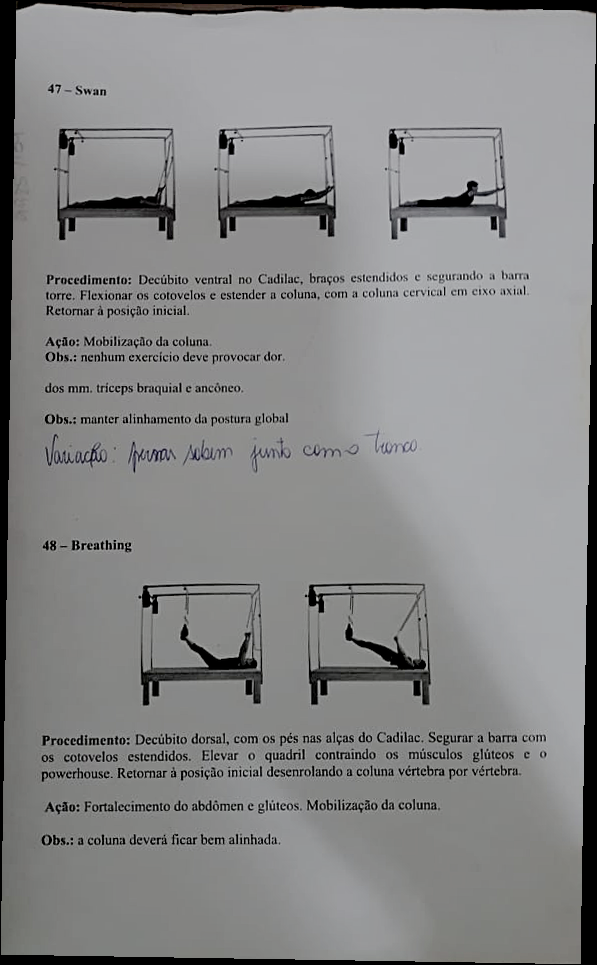 47 – Swan
Procedimento: Decúbito ventral no Cadilac, braços estendidos e segurando a barra
torre. Flexionar os cotovelos e estender a coluna, com a coluna cervical em eixo axial.
Retornar à posição inicial.
Ação: Mobilização da coluna.
Obs.: nenhum exercício deve provocar dor.
dos mm. tríceps braquial e ancôneo.
Obs.: manter alinhamento da postura global
Variação: pernas sobem junto com o tronco.
48 – Breathing
Procedimento: Decúbito dorsal, com os pés nas alças do Cadilac. Segurar a barra com
os cotovelos estendidos. Elevar o quadril contraindo os músculos glúteos e o
powerhouse. Retornar à posição inicial desenrolando a coluna vértebra por vértebra.
Ação: Fortalecimento do abdômen e glúteos. Mobilização da coluna.
Obs.: a coluna deverá ficar bem alinhada.